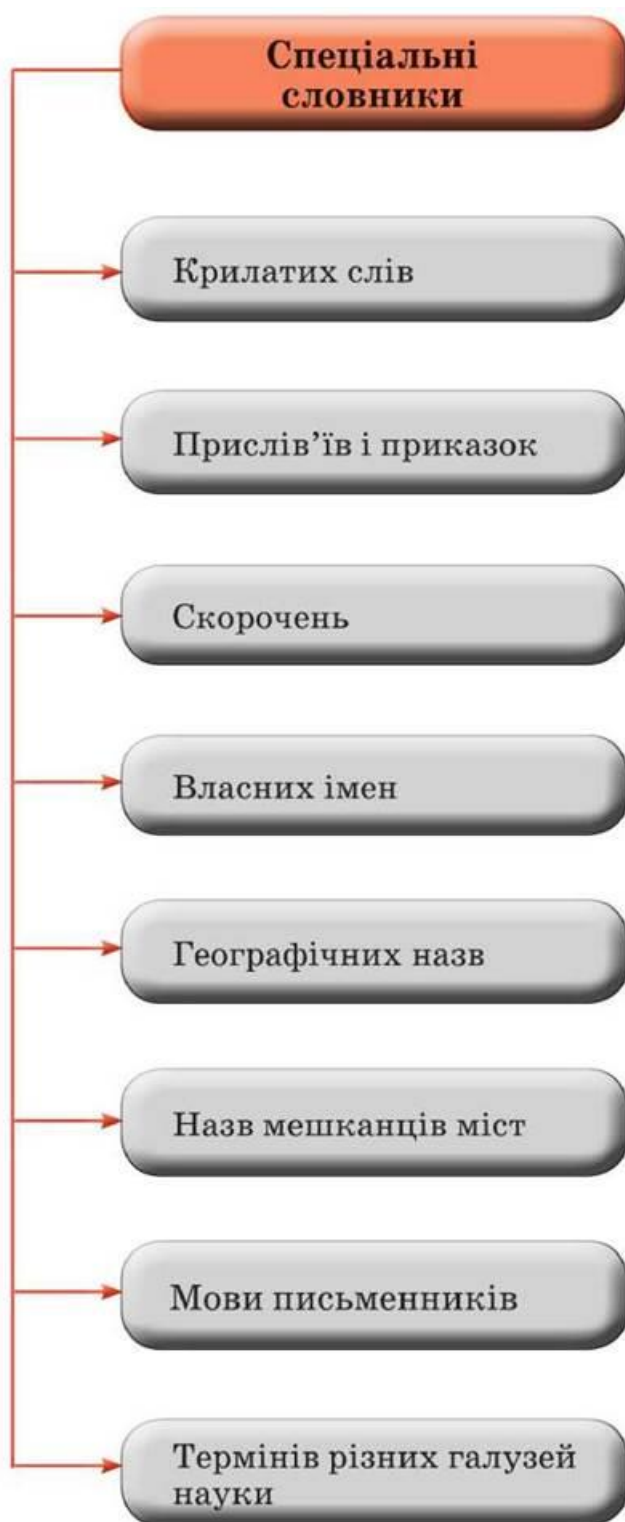 Спеціальні
словники
Крилатих слів
Прислів’їв і приказок
Скорочень
Власних імен
Географічних назв
Назв мешканців міст
Мови письменників
Термінів різних галузей
науки